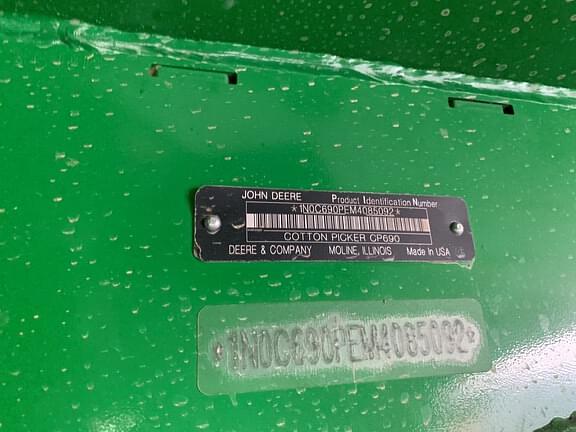 JOHN DEERE Product Identification Number
*1N0C690PEM4085092*
COTTON PICKER CP690
DEERE & COMPANY MOLINE, ILLINOIS Made In USA
*1N0C690PEM4085092*